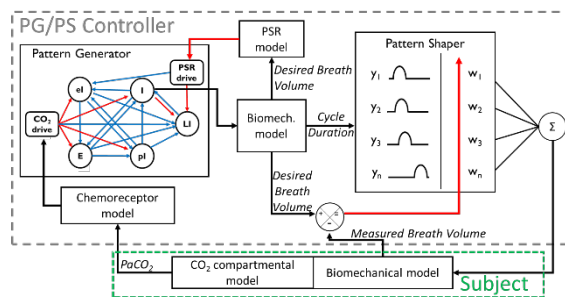 PG/PS Controller
Pattern Generator
PSR
drive
eI
I
CO2
drive
LI
E
pI
PSR
model
Desired Breath
Volume
Biomech.
model
Cycle
Duration
Pattern Shaper
y1
w1
y2
w2
y3
w3
yn
wn
Σ
Desired
Breath
Volume
+
-
Measured Breath Volume
Chemoreceptor
model
PaCO2
CO2 compartmental
model
Biomechanical model
Subject